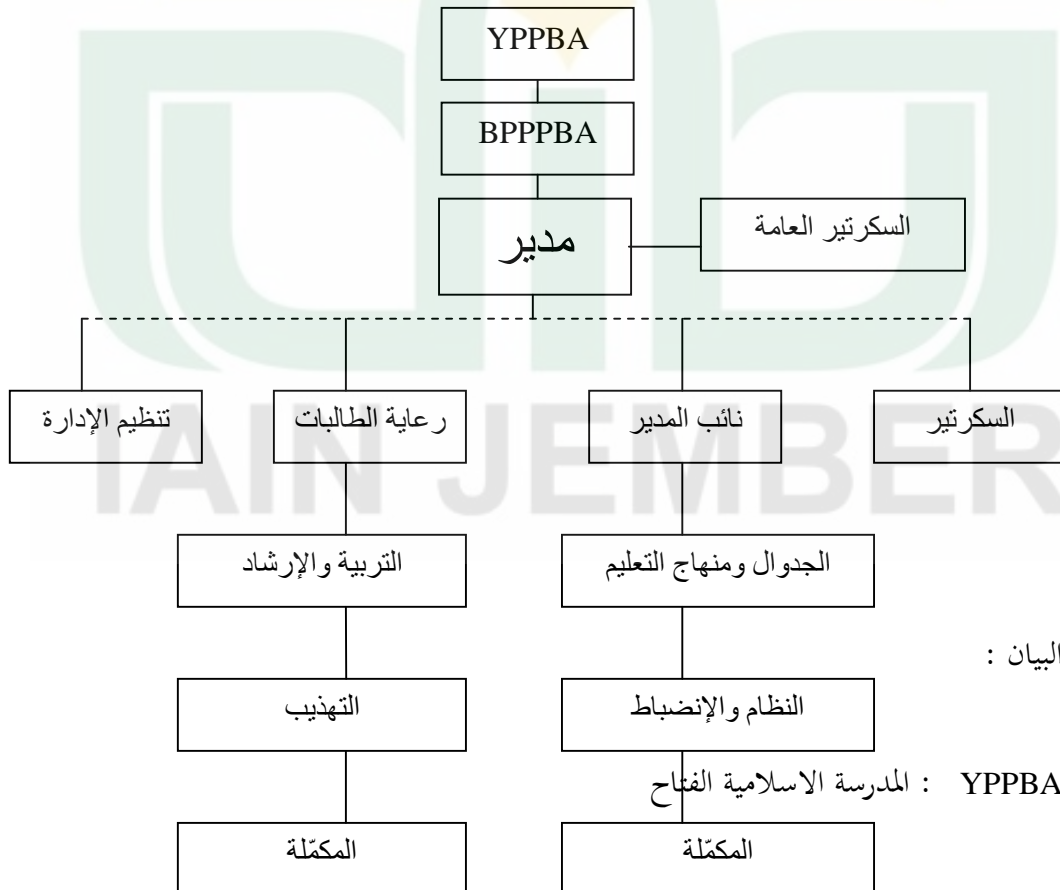 YPPBA
BPPPBA
مدير
السكرتير العامة
السكرتير
نائب المدير
رعاية الطالبات
تنظيم الإدارة
IAIN JEMBER
الجدوال ومنهاج التعليم
التربية والإرشاد
البيان :
النظام والإنضباط
التهذيب
YPPBA : المدرسة الاسلامية الفتاح
المكمّلة
المكمّلة